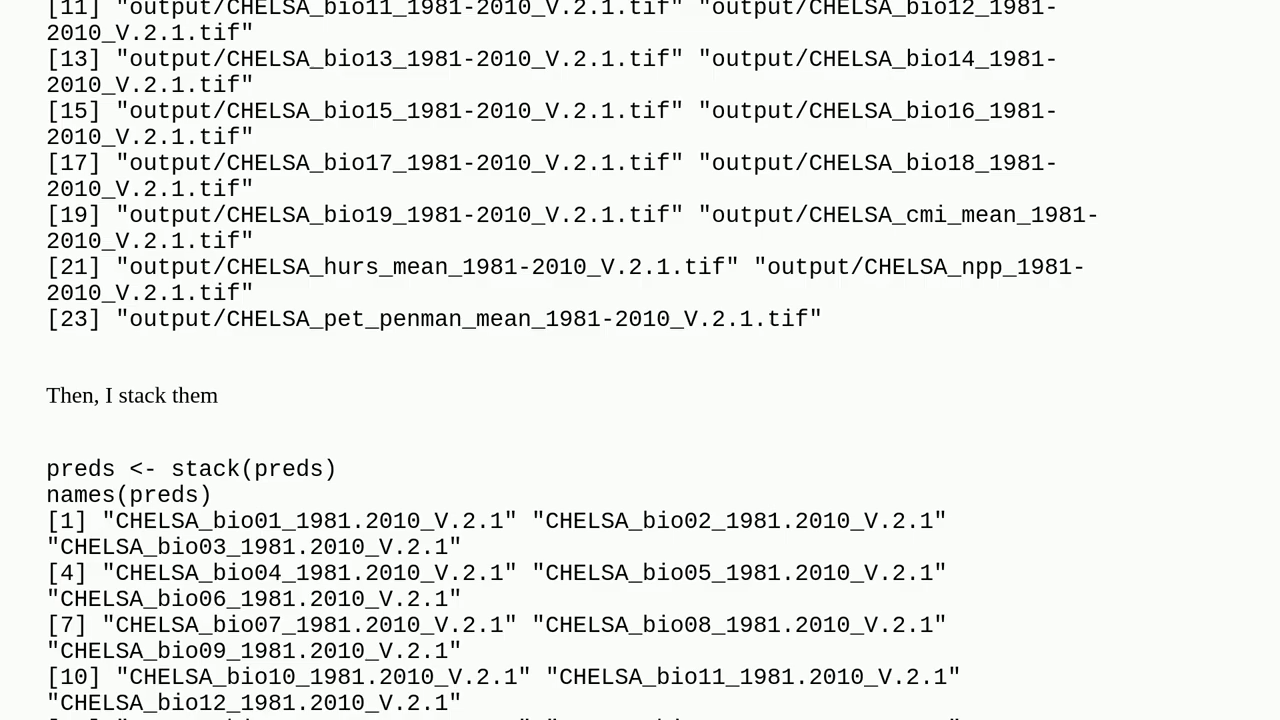 [11] "output/CHELSA_bio11_1981-2010_V.2.1.tif" "output/CHELSA_bio12_1981-
2010_V.2.1.tif"
[13] "output/CHELSA_bio13_1981-2010_V.2.1.tif" "output/CHELSA_bio14_1981-
2010_V.2.1.tif"
[15] "output/CHELSA_bio15_1981-2010_V.2.1.tif" "output/CHELSA_bio16_1981-
2010_V.2.1.tif"
[17] "output/CHELSA_bio17_1981-2010_V.2.1.tif" "output/CHELSA_bio18_1981-
2010_V.2.1.tif"
[19] "output/CHELSA_bio19_1981-2010_V.2.1.tif" "output/CHELSA_cmi_mean_1981-
2010_V.2.1.tif"
[21] "output/CHELSA_hurs_mean_1981-2010_V.2.1.tif" "output/CHELSA_npp_1981-
2010_V.2.1.tif"
[23] "output/CHELSA_pet_penman_mean_1981-2010_V.2.1.tif"
Then, I stack them
preds <- stack(preds)
names(preds)
[1] "CHELSA_bio01_1981.2010_V.2.1" "CHELSA_bio02_1981.2010_V.2.1"
"CHELSA_bio03_1981.2010_V.2.1"
[4] "CHELSA_bio04_1981.2010_V.2.1" "CHELSA_bio05_1981.2010_V.2.1"
"CHELSA_bio06_1981.2010_V.2.1"
[7] "CHELSA_bio07_1981.2010_V.2.1" "CHELSA_bio08_1981.2010_V.2.1"
"CHELSA_bio09_1981.2010_V.2.1"
[10] "CHELSA_bio10_1981.2010_V.2.1" "CHELSA_bio11_1981.2010_V.2.1"
"CHELSA_bio12_1981.2010_V.2.1"